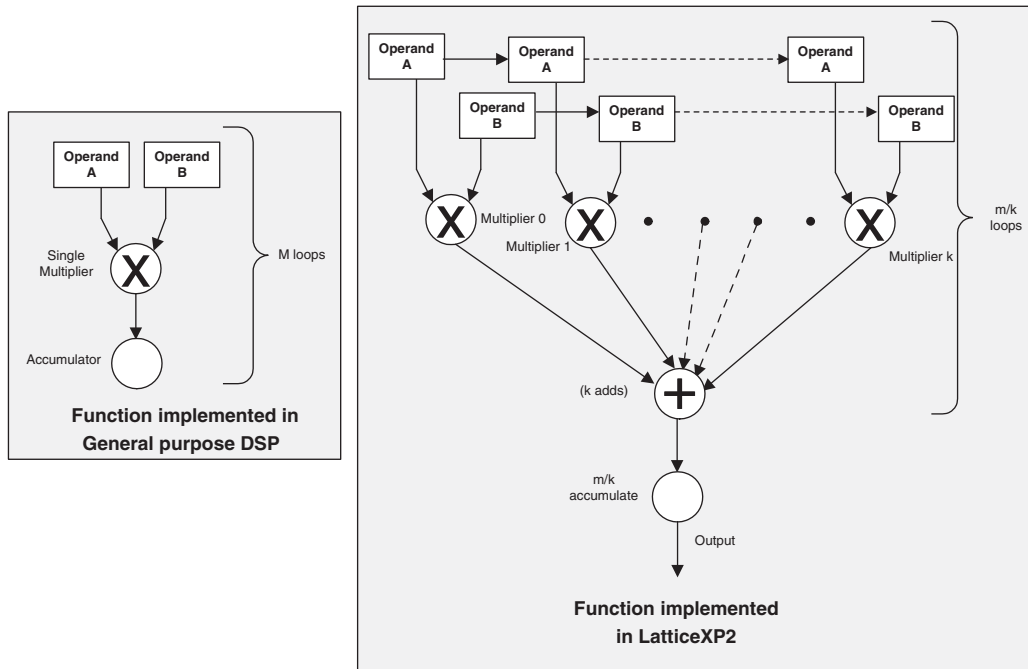 Operand
A
Operand
B
Single
Multiplier
X
M loops
Accumulator
Function implemented in
General purpose DSP
Operand
A
Operand
A
Operand
A
Operand
B
Operand
B
Operand
B
X
Multiplier 0
X
Multiplier 1
X
Multiplier k
m/k
loops
(k adds)
+
m/k
accumulate
Output
Function implemented
in LatticeXP2